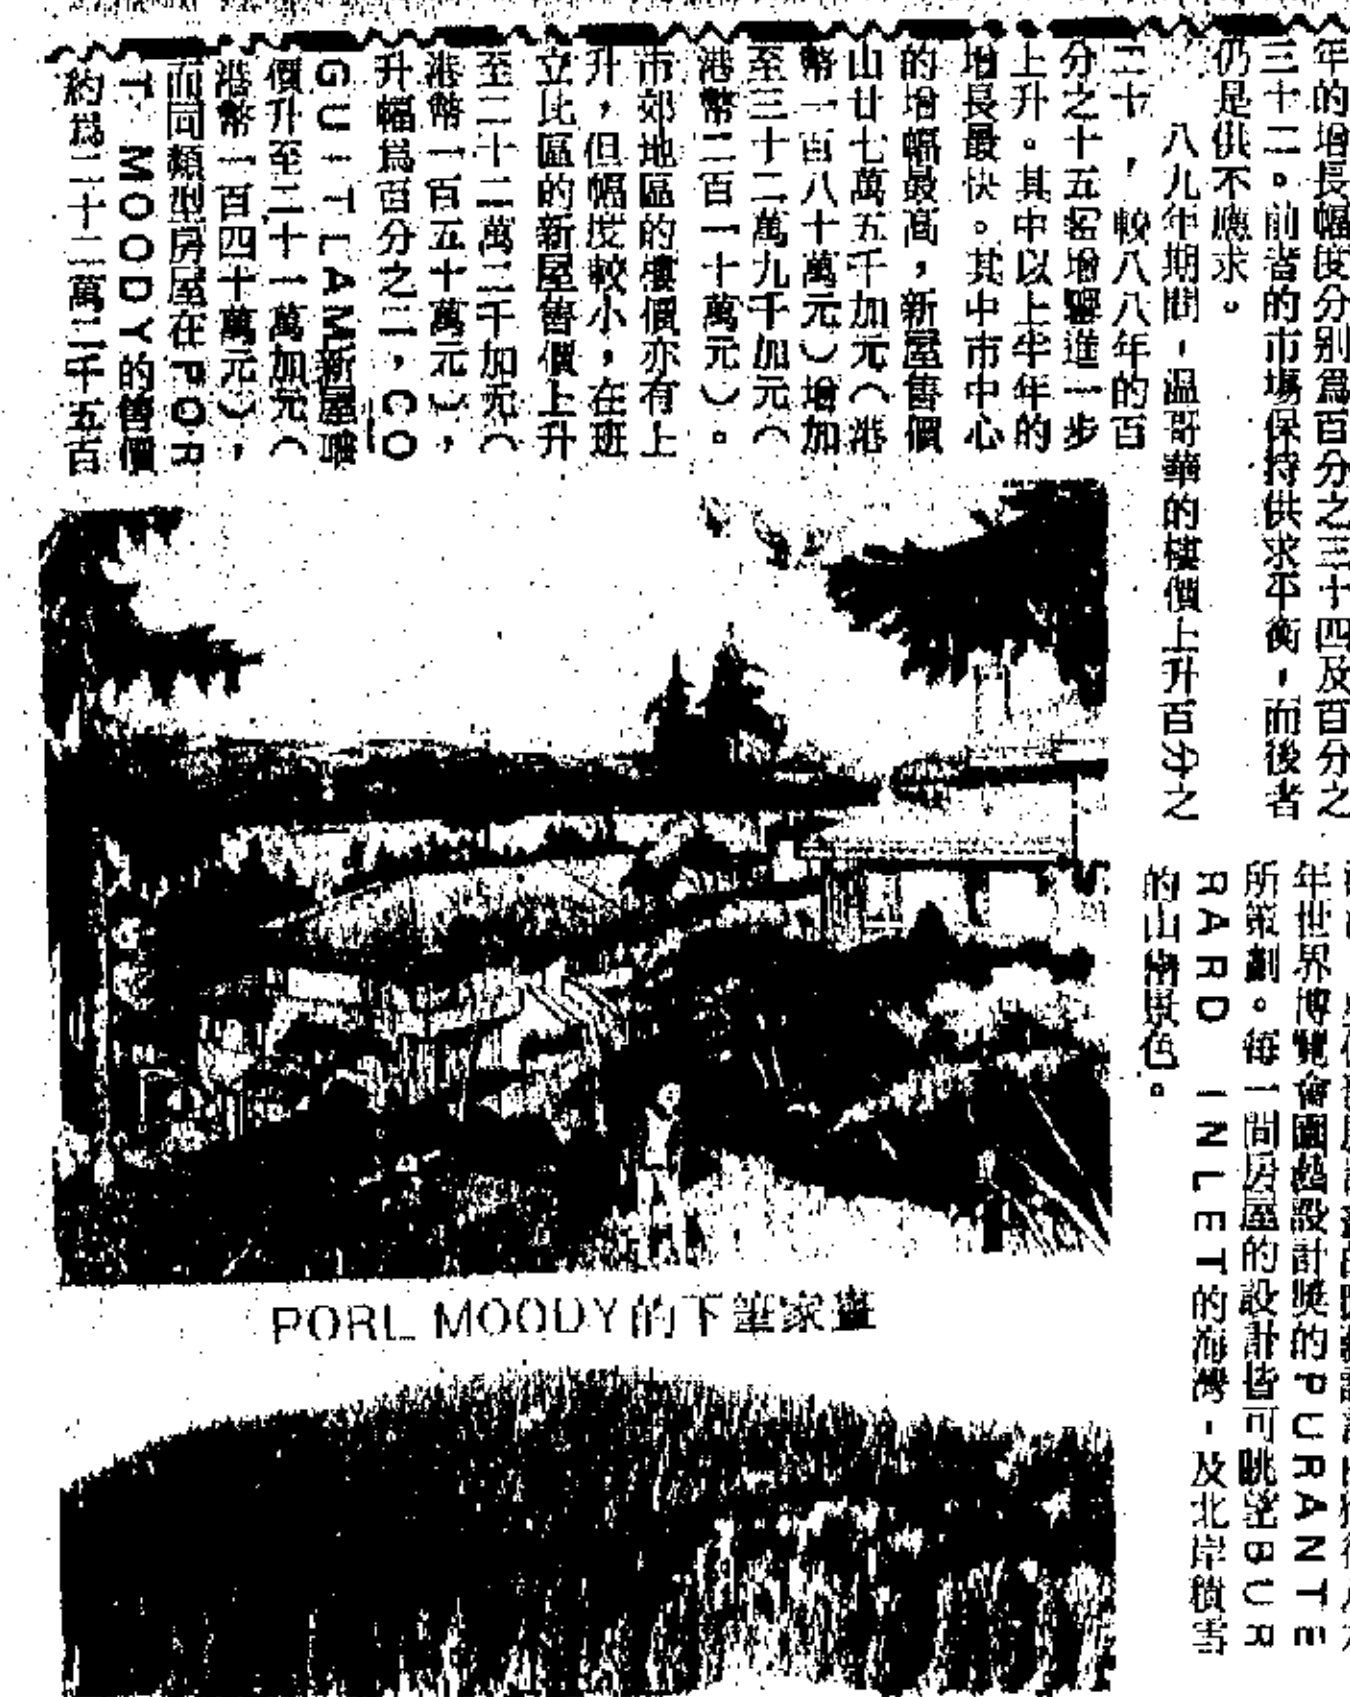 年的增長幅度分別爲百分之三十四及百分之
三十二。前者的市場保持供求平衡，而後者
仍是供不應求。
八九年期間，温哥華的樓價上升百分之
二十，較八八年的百
分之十五 增 進一步
上升。其中以上半年的
增長最快。其中市中心
的增幅最高，新屋售價
山廿七萬五千加元（港
幣一百八十萬元）增加
至三十二萬九千加元（
港幣二百一十萬元）。
市郊地區的樓價亦有上
升，但幅度較小，在班
立比區的新屋售價上升
至二十二萬三千加元（
港幣一百五十萬元），
升幅爲百分之二，CO
GUITLAM新屋
價升至二十一萬加元（
港幣一百四十萬元），
而同類型房屋在POR
T MOODY的售價
約爲二十二萬三千五百
年世界博覽會園藝設計獎的PURANTE
所策劃。每一間房屋的設計皆可眺望BUR
RARD INLET的海灣，及北岸積雪
的山 景色。
PORL MOODY的下筆家畫